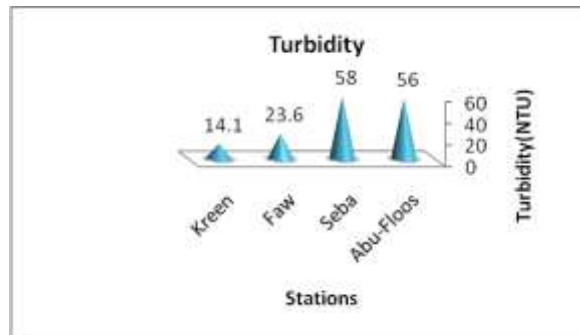 Turbidity
14.1
23.6
58
56
60
40
20
0
Turbidity(NTU)
Kreen
Faw
Seba
Abu-Floos
Stations